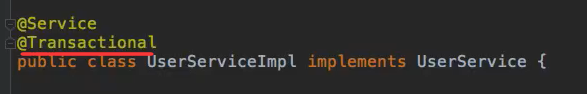 @Service
@Transactional
public class UserServiceImpl implements UserService {